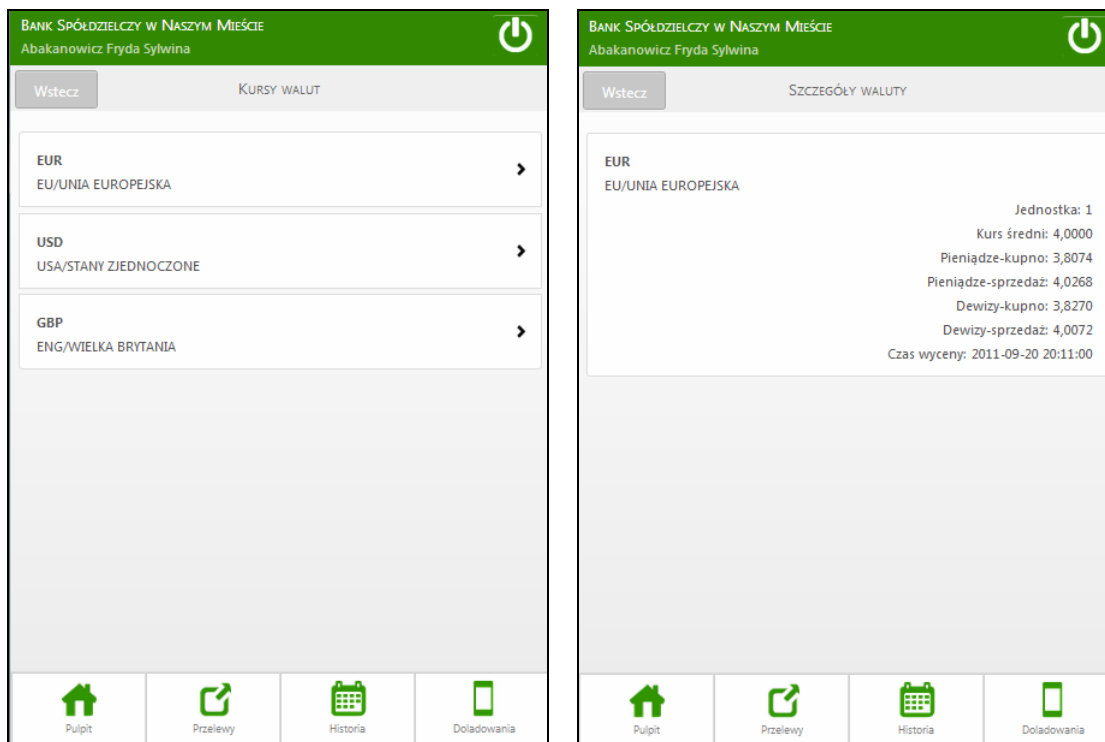 BANK SPÓŁDZIELCZY W NASZYM MIEŚCIE
Abakanowicz Fryda Sylwina
Wstecz
KURSY WALUT
EUR
EU/UNIA EUROPEJSKA
USD
USA/STANY ZJEDNOCZONE
GBP
ENG/WIELKA BRYTANIA
Pulpit
Przelewy
Historia
Doladowania
BANK SPÓŁDZIELCZY W NASZYM MIEŚCIE
Abakanowicz Fryda Sylwina
Wstecz
SZCZEGÓŁY WALUTY
EUR
EU/UNIA EUROPEJSKA
Jednostka: 1
Kurs średni: 4,0000
Pieniądze-kupno: 3,8074
Pieniądze-sprzedaż: 4,0268
Dewizy-kupno: 3,8270
Dewizy-sprzedaż: 4,0072
Czas wyceny: 2011-09-20 20:11:00
Pulpit
Przelewy
Historia
Doladowania